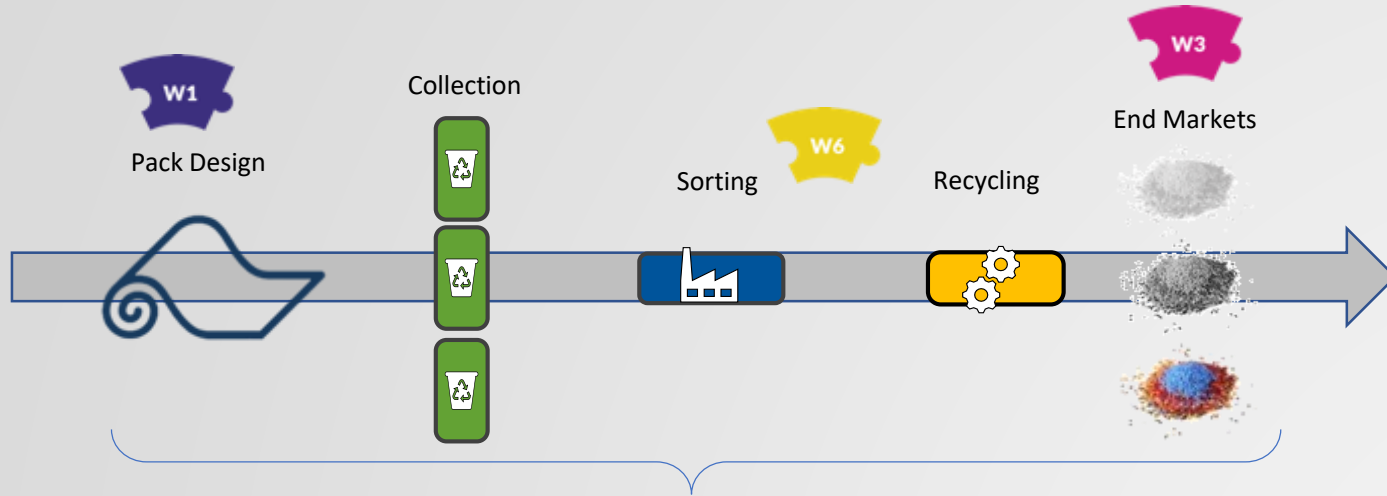 W1
Pack Design
Collection
Sorting
W6
Recycling
W3
End Markets